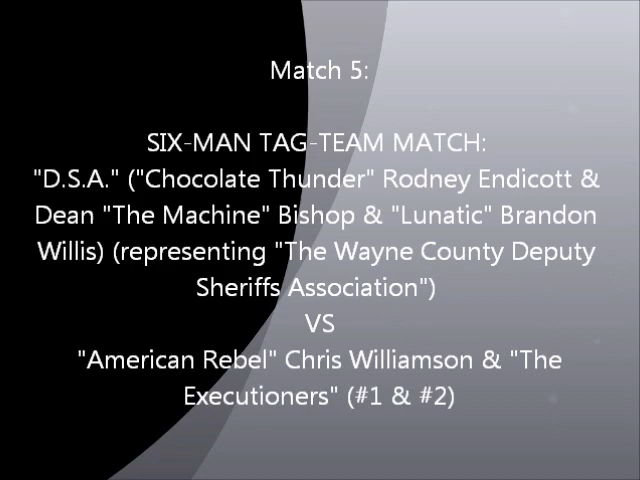 Match 5:
SIX-MAN TAG-TEAM MATCH:
"D.S.A." ("Chocolate Thunder" Rodney Endicott &
Dean "The Machine" Bishop & "Lunatic" Brandon
Willis) (representing "The Wayne County Deputy
Sheriffs Association")
VS
"American Rebel" Chris Williamson & "The
Executioners" (#1 & #2)